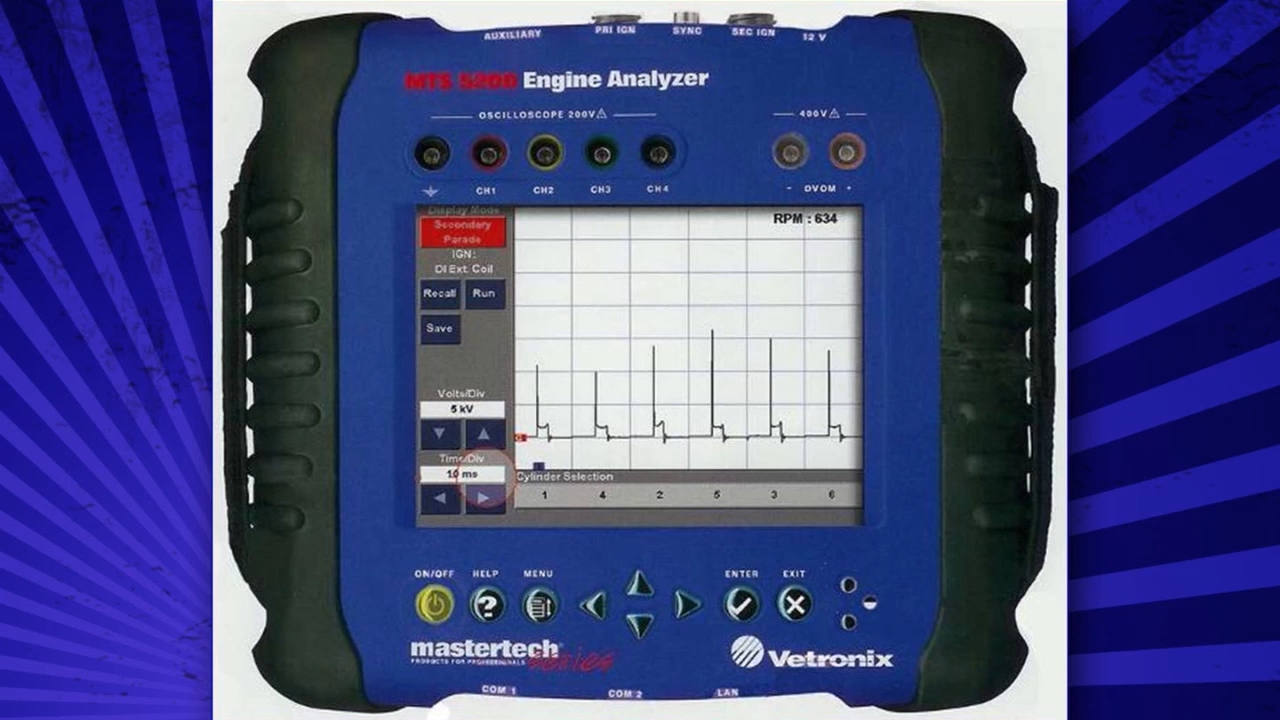 AUXILIARY PRI IGN SYNC SEC IGN 12 V
MTS 5200 Engine Analyzer
OSCILLOSCOPE 200V 400V
CH1 CH2 CH3 CH4 - DVOM +
Display Mode
Secondary
Parade
IGN:
DI Ext. Coil
Recall Run
Save
Volts/Div
5 kV
Time/Div
10 ms
RPM : 634
Cylinder Selection
1 4 2 5 3 6
ON/OFF HELP MENU ENTER EXIT
?
mastertech
series
PRODUCTS FOR PROFESSIONALS
Vetronix
COM 1 COM 2 LAN